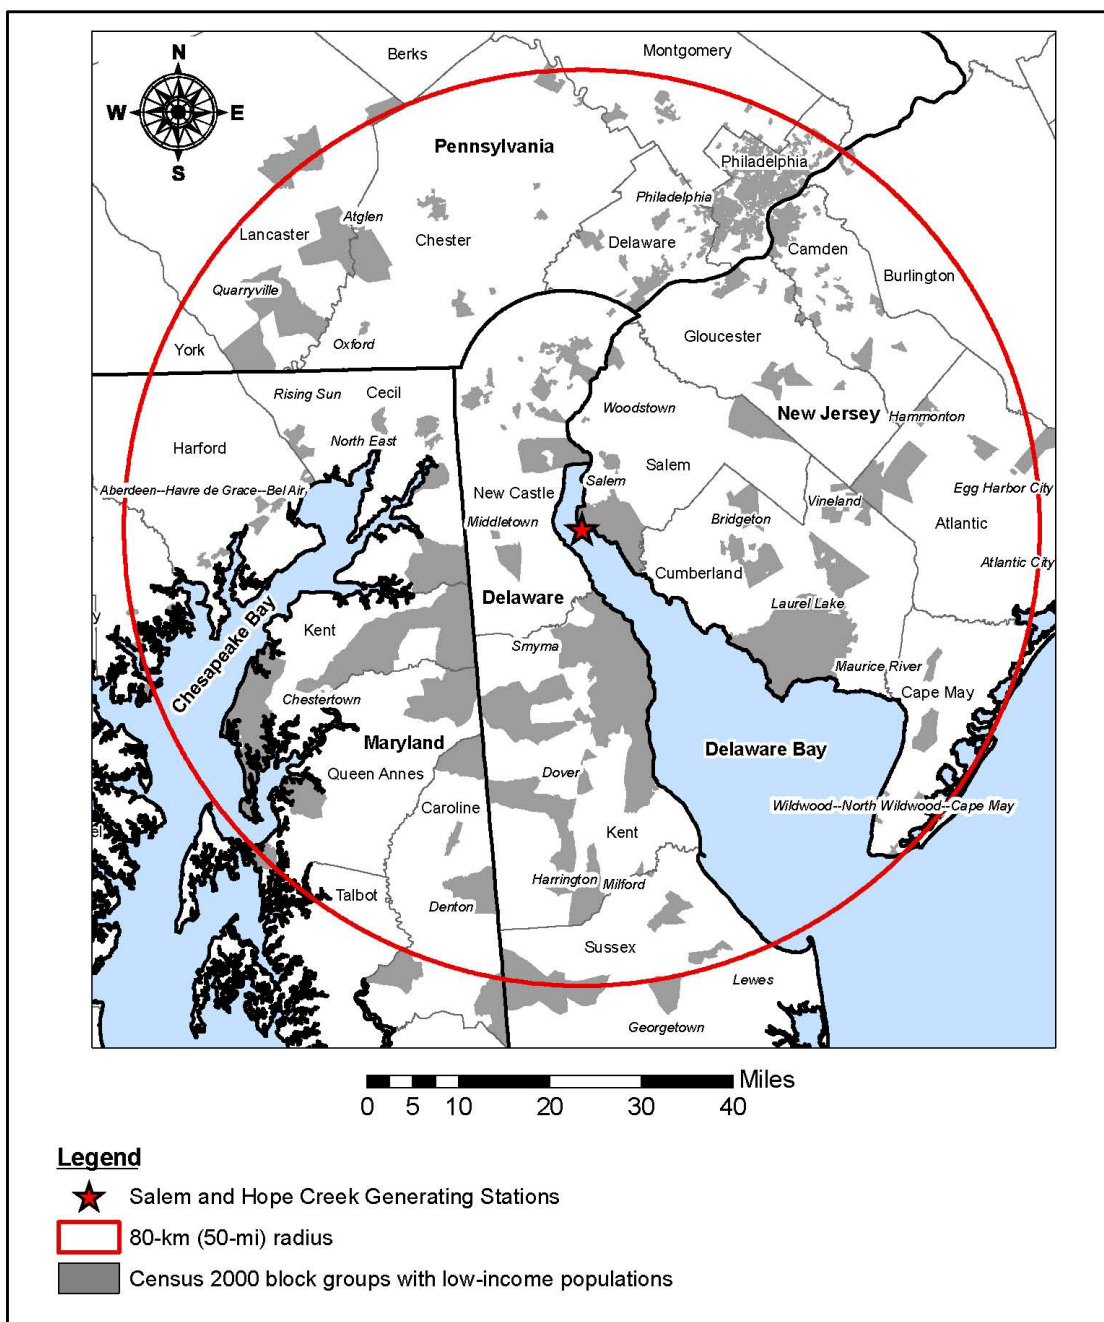 Berks
Montgomery
N
W
E
S
Pennsylvania
Philadelphia
Philadelphia
Atglen
Lancaster
Chester
Delaware
Camden
Burlington
Quarryville
York
Oxford
Gloucester
Rising Sun
Cecil
Woodstown
New Jersey
Hammonton
Harford
North East
Salem
Salem
Aberdeen--Havre de Grace--Bel Air
New Castle
Egg Harbor City
Vineland
Middletown
Bridgeton
Atlantic
Atlantic City
Cumberland
Delaware
Laurel Lake
Kent
Chesapeake Bay
Smyrna
Maurice River
Cape May
Chestertown
Maryland
Delaware Bay
Queen Annes
Dover
Caroline
Wildwood--North Wildwood--Cape May
Kent
Harrington
Milford
Talbot
Denton
Sussex
Lewes
Georgetown
Miles
0 5 10 20 30 40
Legend
Salem and Hope Creek Generating Stations
80-km (50-mi) radius
Census 2000 block groups with low-income populations